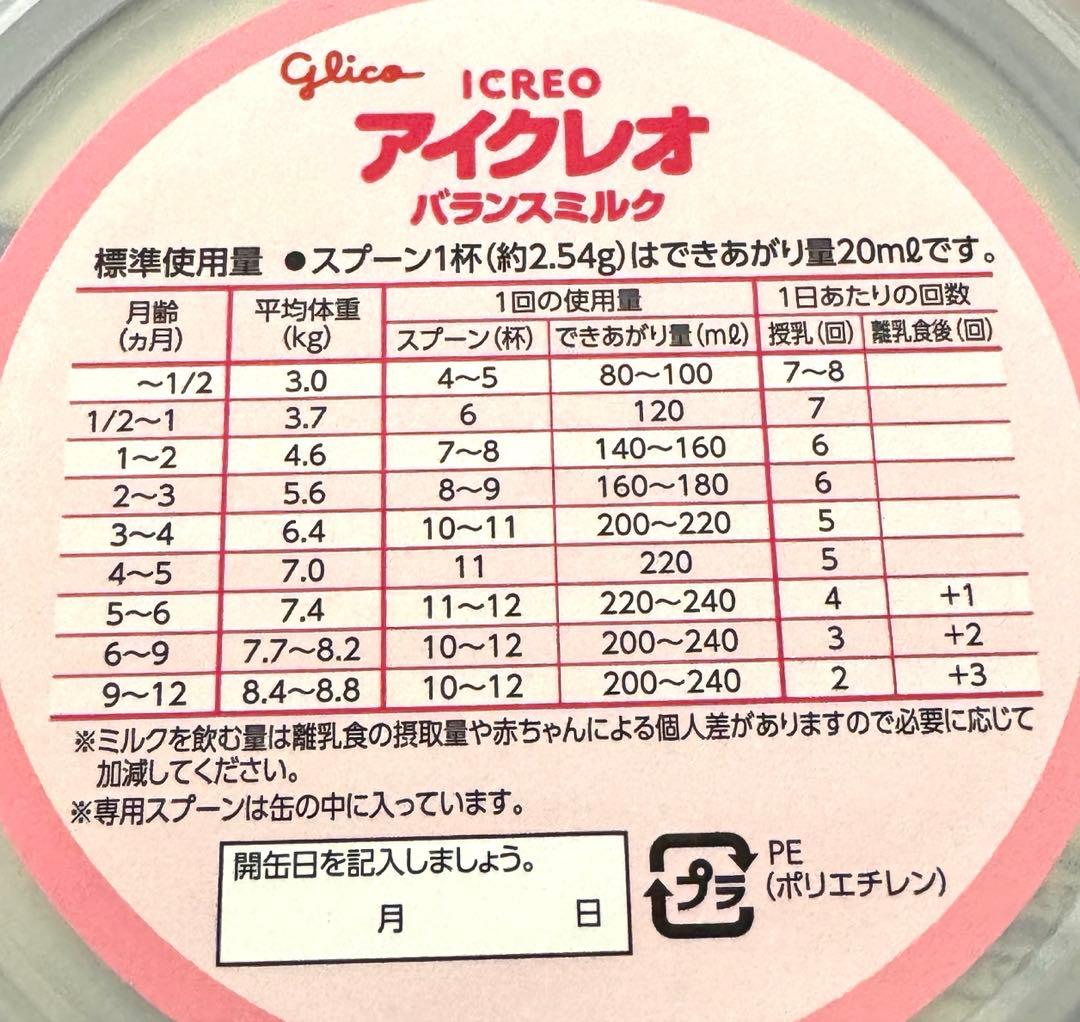 Glico ICREO
アイクレオ
バランスミルク
標準使用量 ●スプーン1杯(約2.54g)はできあがり量20mℓです。
月齢(ヵ月) 平均体重(kg) 1回の使用量 1日あたりの回数
スプーン(杯) できあがり量(mℓ) 授乳(回) 離乳食後(回)
～1/2 3.0 4～5 80～100 7～8
1/2～1 3.7 6 120 7
1～2 4.6 7～8 140～160 6
2～3 5.6 8～9 160～180 6
3～4 6.4 10～11 200～220 5
4～5 7.0 11 220 5
5～6 7.4 11～12 220～240 4 +1
6～9 7.7～8.2 10～12 200～240 3 +2
9～12 8.4～8.8 10～12 200～240 2 +3
※ミルクを飲む量は離乳食の摂取量や赤ちゃんによる個人差がありますので必要に応じて
加減してください。
※専用スプーンは缶の中に入っています。
開缶日を記入しましょう。
月 日
プラ PE
(ポリエチレン)